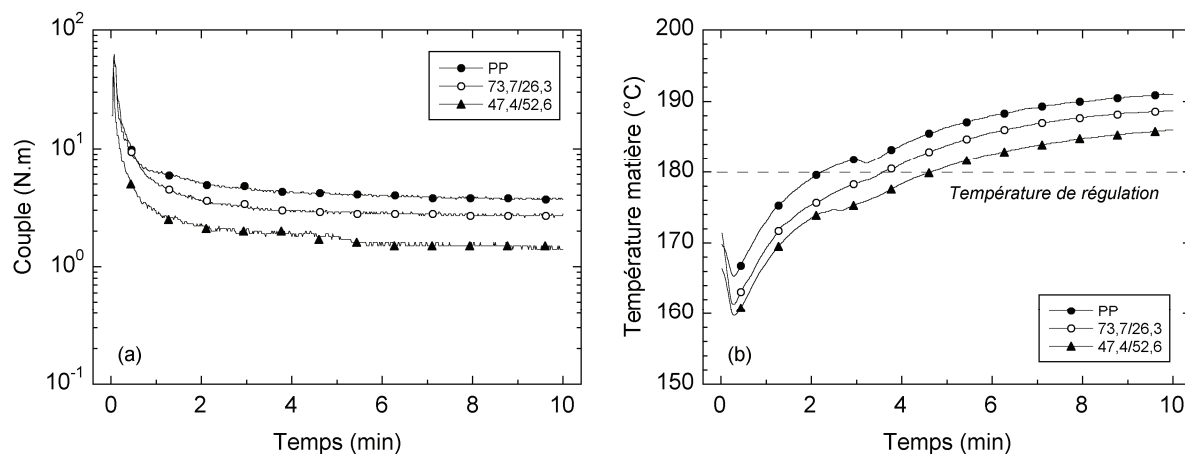 10²
10¹
10⁰
10⁻¹
Couple (N.m)
PP
73,7/26,3
47,4/52,6
(a)
0 2 4 6 8 10
Temps (min)
200
190
180
170
160
150
Température matière (°C)
Température de régulation
PP
73,7/26,3
47,4/52,6
(b)
0 2 4 6 8 10
Temps (min)